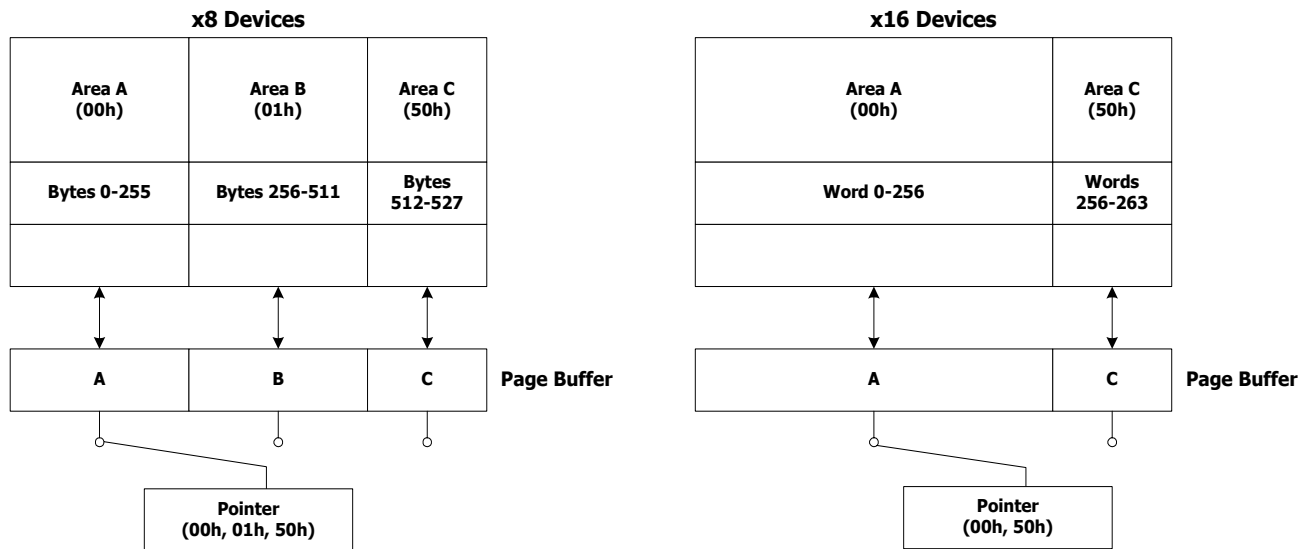 x8 Devices
Area A
(00h)
Area B
(01h)
Area C
(50h)
Bytes 0-255
Bytes 256-511
Bytes
512-527
A
B
C
Page Buffer
Pointer
(00h, 01h, 50h)
x16 Devices
Area A
(00h)
Area C
(50h)
Word 0-256
Words
256-263
A
C
Page Buffer
Pointer
(00h, 50h)